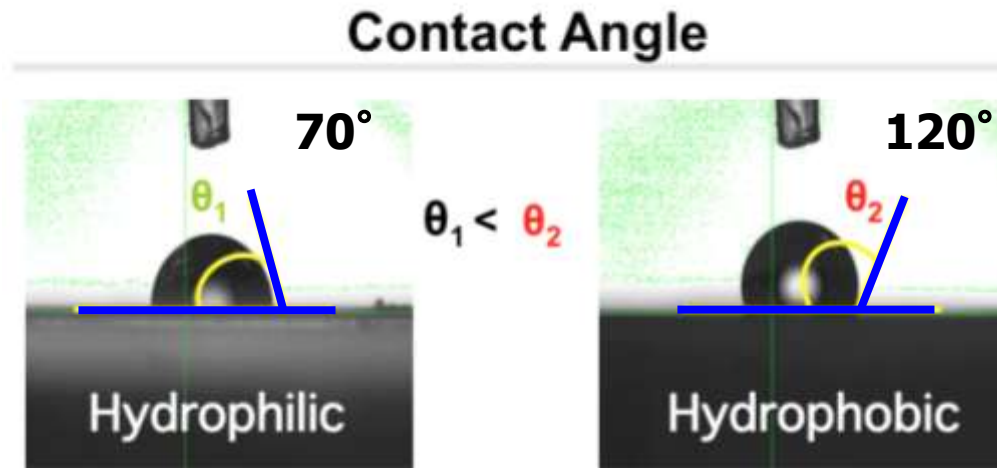 Contact Angle
70°
θ₁
Hydrophilic
θ₁ < θ₂
120°
θ₂
Hydrophobic